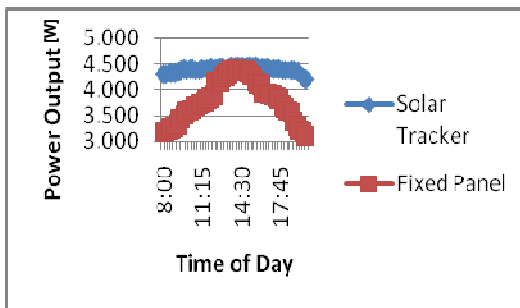 Power Output [W]
5.000
4.500
4.000
3.500
3.000
8:00
11:15
14:30
17:45
Time of Day
Solar
Tracker
Fixed Panel